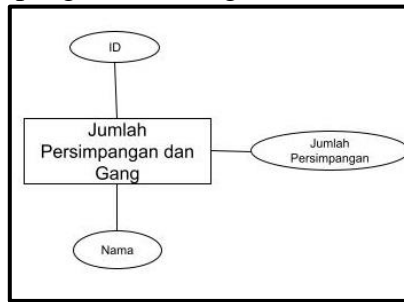 ID
Jumlah
Persimpangan dan
Gang
Jumlah
Persimpangan
Nama